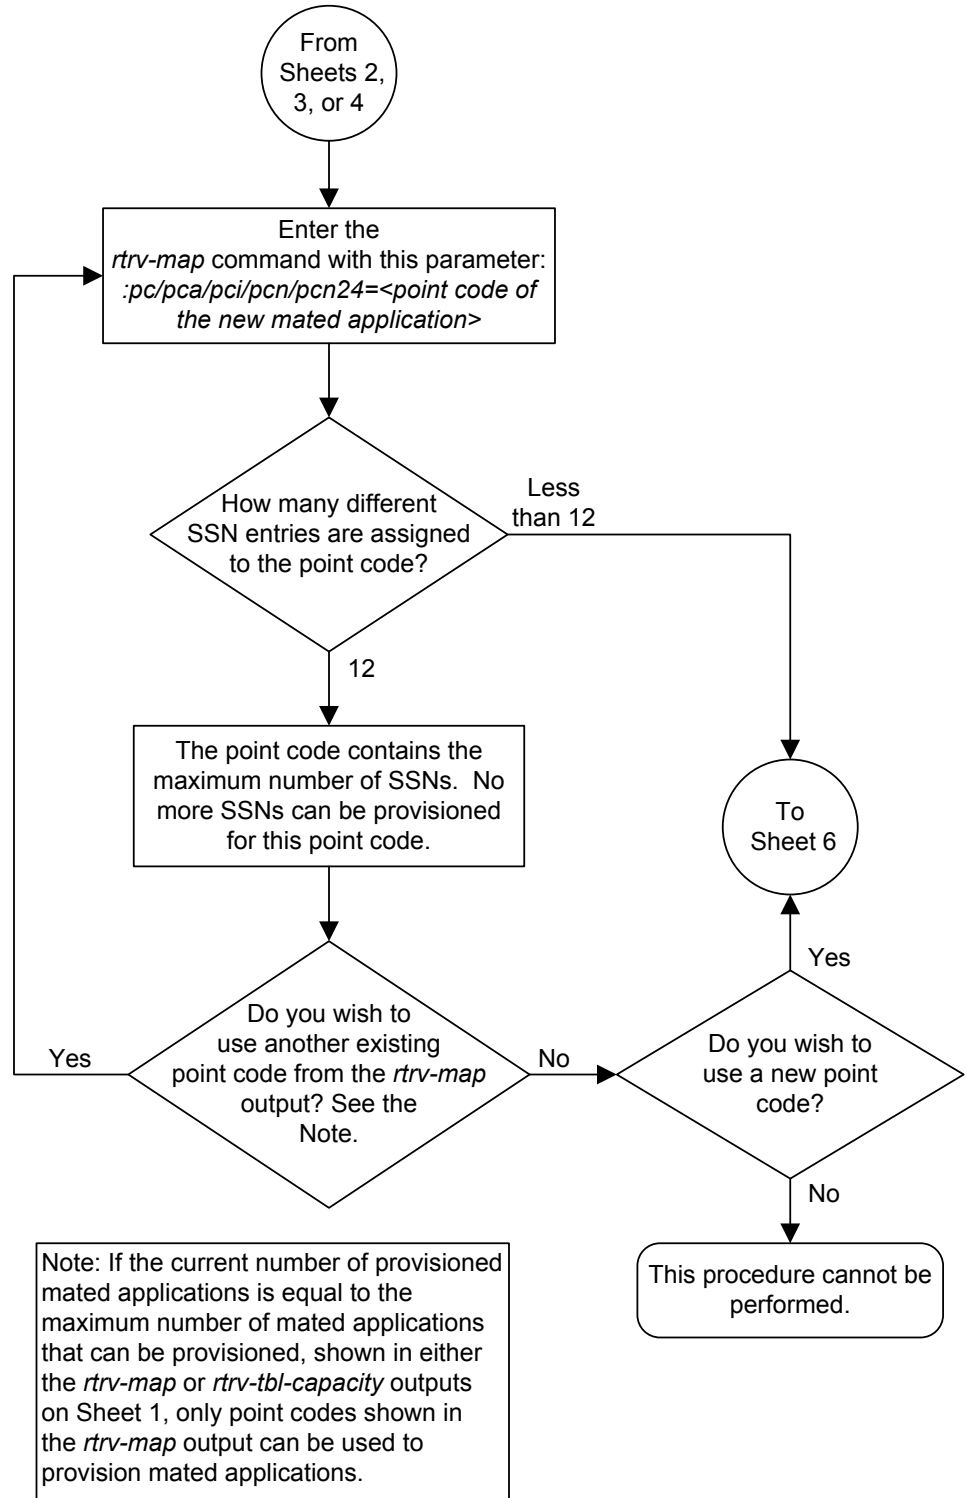 From
Sheets 2,
3, or 4
Enter the
rtrv-map command with this parameter:
:pc/pca/pci/pcn/pcn24=<point code of
the new mated application>
How many different
SSN entries are assigned
to the point code?
Less
than 12
12
The point code contains the
maximum number of SSNs. No
more SSNs can be provisioned
for this point code.
To
Sheet 6
Yes
Do you wish to
use another existing
point code from the rtrv-map
output? See the
Note.
Yes
No
Do you wish to
use a new point
code?
No
This procedure cannot be
performed.
Note: If the current number of provisioned
mated applications is equal to the
maximum number of mated applications
that can be provisioned, shown in either
the rtrv-map or rtrv-tbl-capacity outputs
on Sheet 1, only point codes shown in
the rtrv-map output can be used to
provision mated applications.